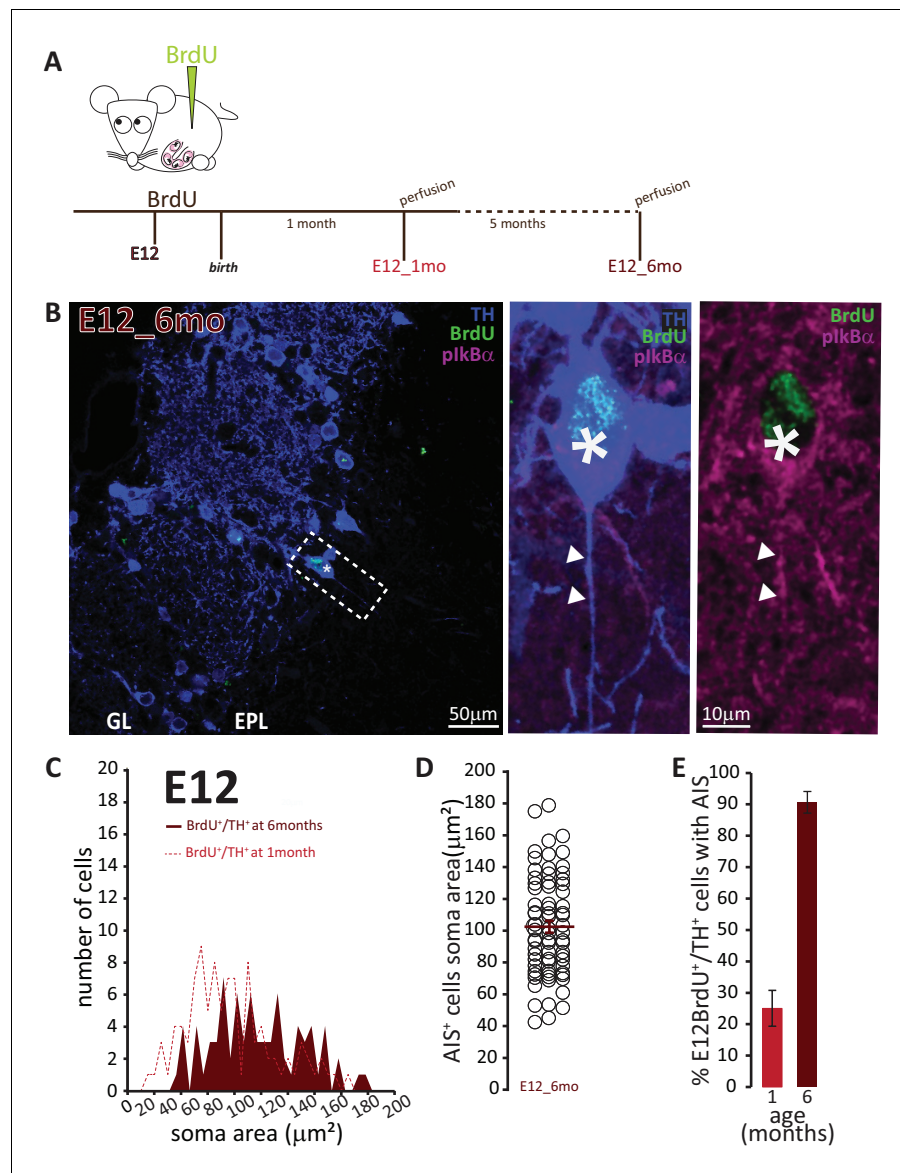 A
BrdU
BrdU
perfusion
perfusion
1 month
5 months
E12
birth
E12_1mo
E12_6mo
B
E12_6mo
TH
BrdU
pIkBα
TH
BrdU
pIkBα
BrdU
pIkBα
GL
EPL
50μm
10μm
C
E12
BrdU⁺/TH⁺ at 6months
BrdU⁺/TH⁺ at 1month
number of cells
20
18
16
14
12
10
8
6
4
2
0
0 20 40 60 80 100 120 140 160 180 200
soma area (μm²)
D
AIS⁺ cells soma area(μm²)
200
180
160
140
120
100
80
60
40
20
0
E12_6mo
E
% E12BrdU⁺/TH⁺ cells with AIS
100
90
80
70
60
50
40
30
20
10
0
1 6
age
(months)